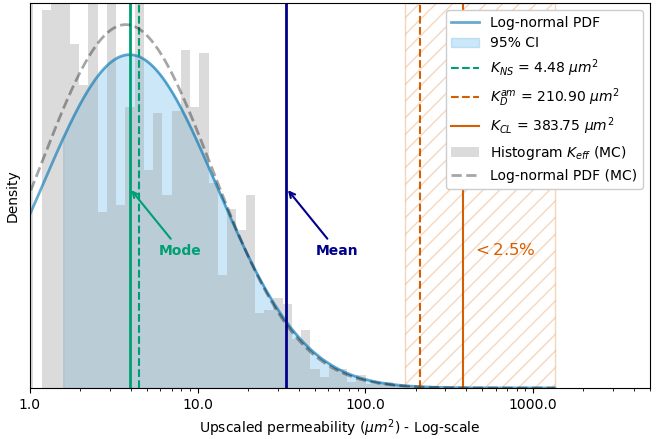 Log-normal PDF
95% CI
K_NS = 4.48 μm²
K_D^am = 210.90 μm²
K_CL = 383.75 μm²
Histogram K_eff (MC)
Log-normal PDF (MC)
Density
Mode
Mean
< 2.5%
1.0 10.0 100.0 1000.0
Upscaled permeability (μm²) - Log-scale